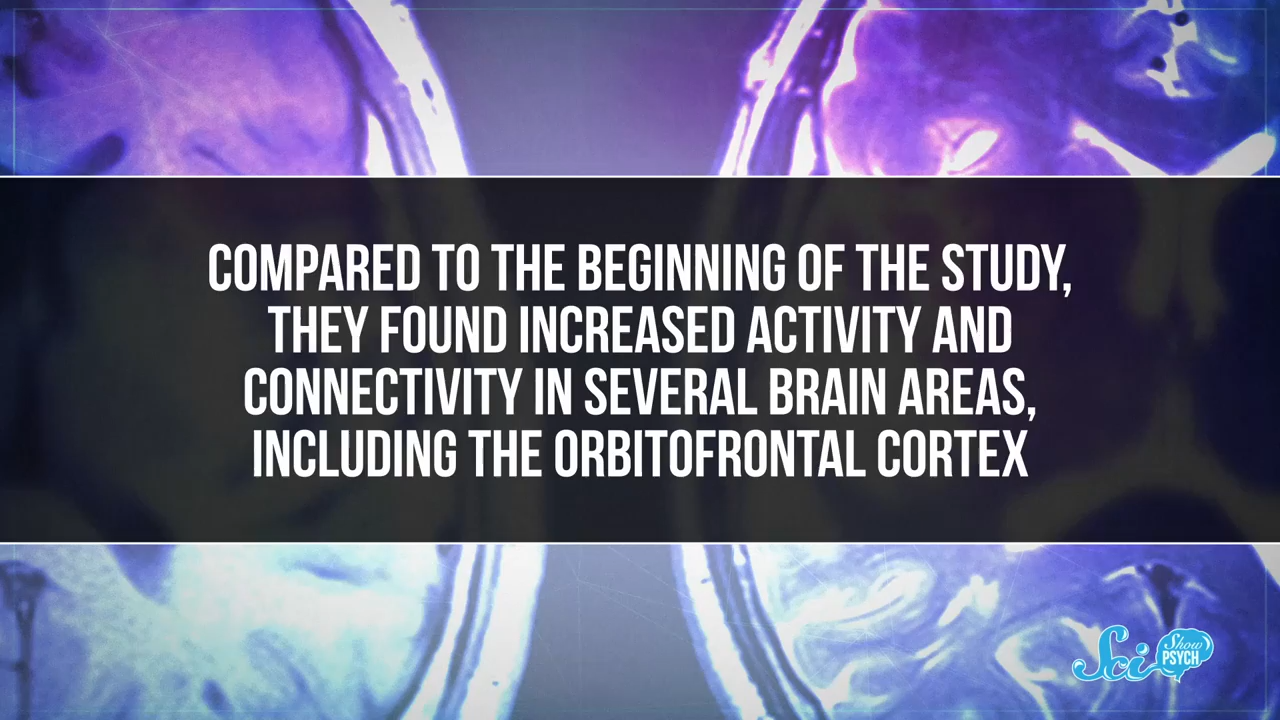 COMPARED TO THE BEGINNING OF THE STUDY,
THEY FOUND INCREASED ACTIVITY AND
CONNECTIVITY IN SEVERAL BRAIN AREAS,
INCLUDING THE ORBITOFRONTAL CORTEX
Sci Show
PSYCH